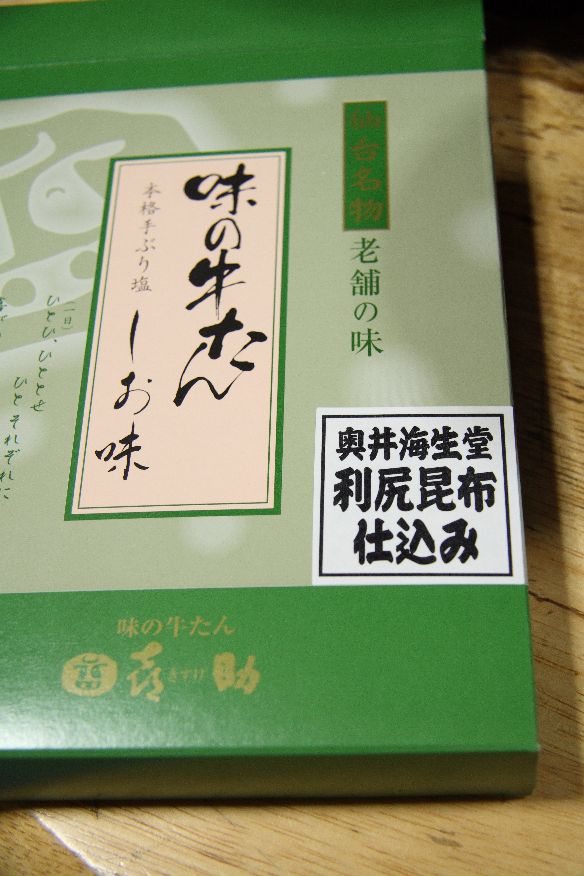 仙台名物
老舗の味
味の牛たん
本格手ぶり塩
しお味
(一日)
ひとひ、ひととせ
ひとそれぞれに
奥井海生堂
利尻昆布
仕込み
味の牛たん
喜助
きすけ